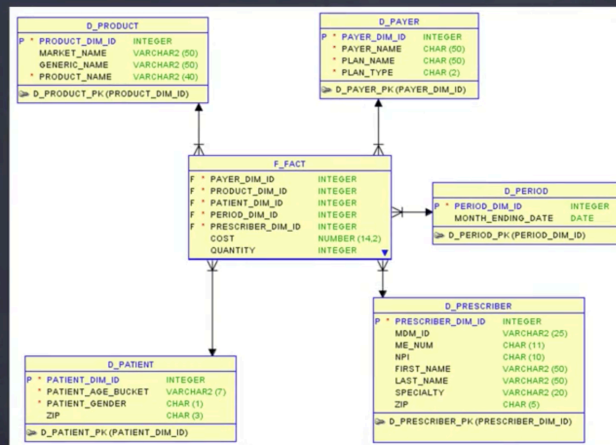 D_PRODUCT
P * PRODUCT_DIM_ID INTEGER
MARKET_NAME VARCHAR2 (50)
GENERIC_NAME VARCHAR2 (50)
* PRODUCT_NAME VARCHAR2 (40)
D_PRODUCT_PK (PRODUCT_DIM_ID)
D_PAYER
P * PAYER_DIM_ID INTEGER
* PAYER_NAME CHAR (50)
* PLAN_NAME CHAR (50)
* PLAN_TYPE CHAR (2)
D_PAYER_PK (PAYER_DIM_ID)
F_FACT
F * PAYER_DIM_ID INTEGER
F * PRODUCT_DIM_ID INTEGER
F * PATIENT_DIM_ID INTEGER
F * PERIOD_DIM_ID INTEGER
F * PRESCRIBER_DIM_ID INTEGER
COST NUMBER (14,2)
QUANTITY INTEGER
D_PERIOD
P * PERIOD_DIM_ID INTEGER
MONTH_ENDING_DATE DATE
D_PERIOD_PK (PERIOD_DIM_ID)
D_PATIENT
P * PATIENT_DIM_ID INTEGER
* PATIENT_AGE_BUCKET VARCHAR2 (7)
* PATIENT_GENDER CHAR (1)
ZIP CHAR (3)
D_PATIENT_PK (PATIENT_DIM_ID)
D_PRESCRIBER
P * PRESCRIBER_DIM_ID INTEGER
MDM_ID VARCHAR2 (25)
ME_NUM CHAR (11)
NPI CHAR (10)
FIRST_NAME VARCHAR2 (50)
LAST_NAME VARCHAR2 (50)
SPECIALTY VARCHAR2 (20)
ZIP CHAR (5)
D_PRESCRIBER_PK (PRESCRIBER_DIM_ID)